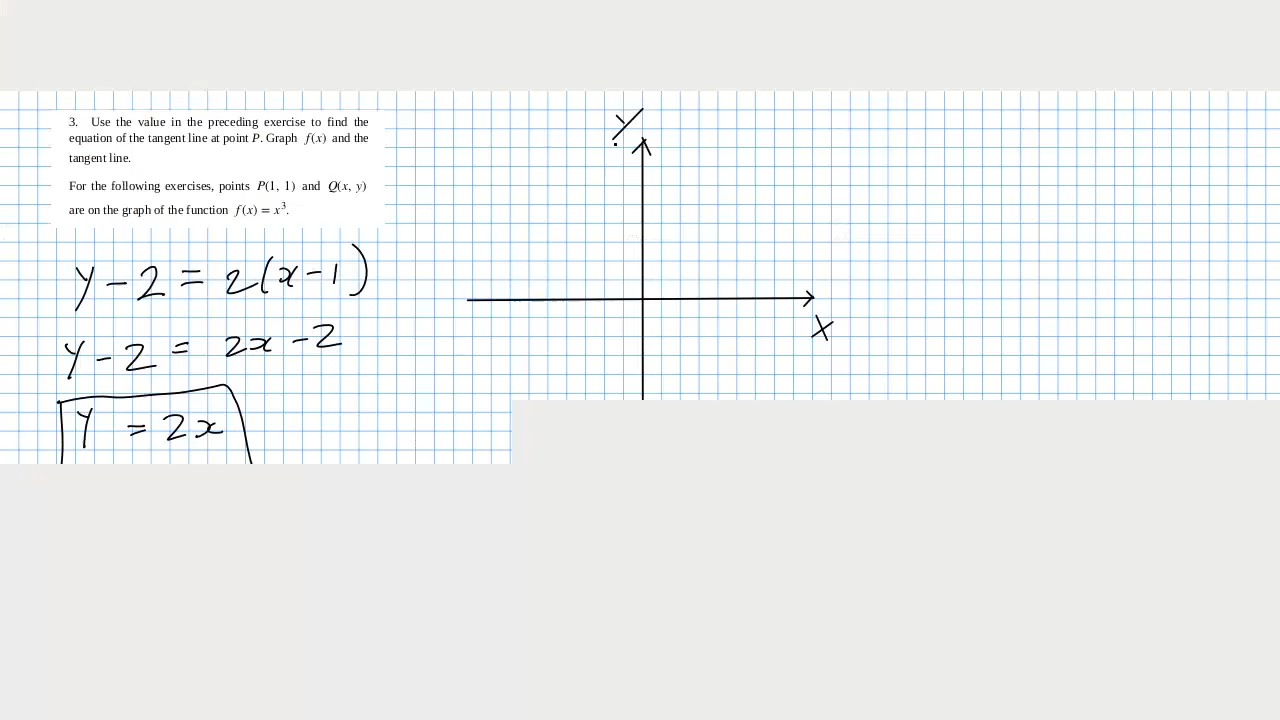 3. Use the value in the preceding exercise to find the
equation of the tangent line at point P. Graph f(x) and the
tangent line.
For the following exercises, points P(1, 1) and Q(x, y)
are on the graph of the function f(x) = x³.
y - 2 = 2(x - 1)
y - 2 = 2x - 2
y = 2x
y
x